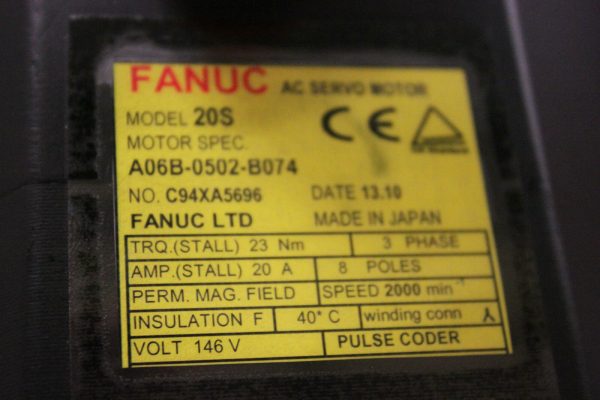 FANUC AC SERVO MOTOR
MODEL 20S
MOTOR SPEC.
A06B-0502-B074
CE
NO. C94XA5696 DATE 13.10
FANUC LTD MADE IN JAPAN
TRQ.(STALL) 23 Nm 3 PHASE
AMP.(STALL) 20 A 8 POLES
PERM. MAG. FIELD SPEED 2000 min⁻¹
INSULATION F 40° C winding conn
VOLT 146 V PULSE CODER